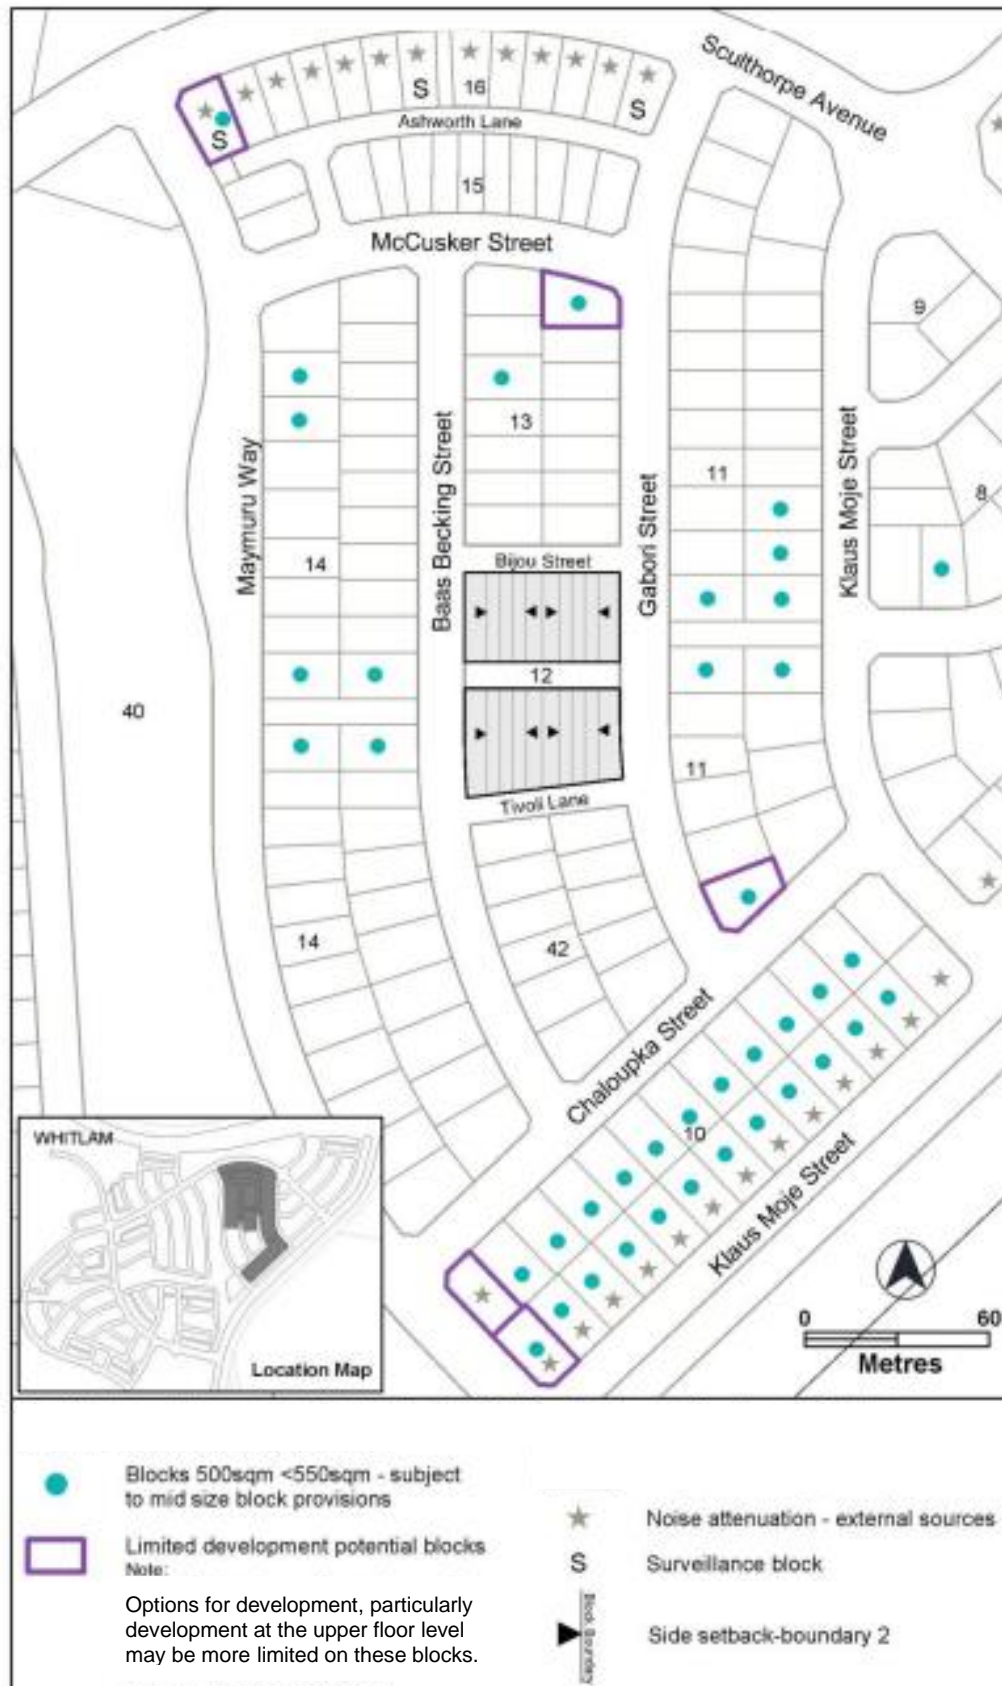 Sculthorpe Avenue
S
16
S
Ashworth Lane
S
15
McCusker Street
9
13
Maymuru Way
Baas Becking Street
Gabori Street
11
Klaus Moje Street
8
14
Bijou Street
12
40
11
Tivoli Lane
14
42
Chaloupka Street
10
Klaus Moje Street
WHITLAM
Location Map
0 60
Metres
Blocks 500sqm <550sqm - subject
to mid size block provisions
Limited development potential blocks
Note:
Options for development, particularly
development at the upper floor level
may be more limited on these blocks.
Noise attenuation - external sources
S Surveillance block
Block Boundary
Side setback-boundary 2